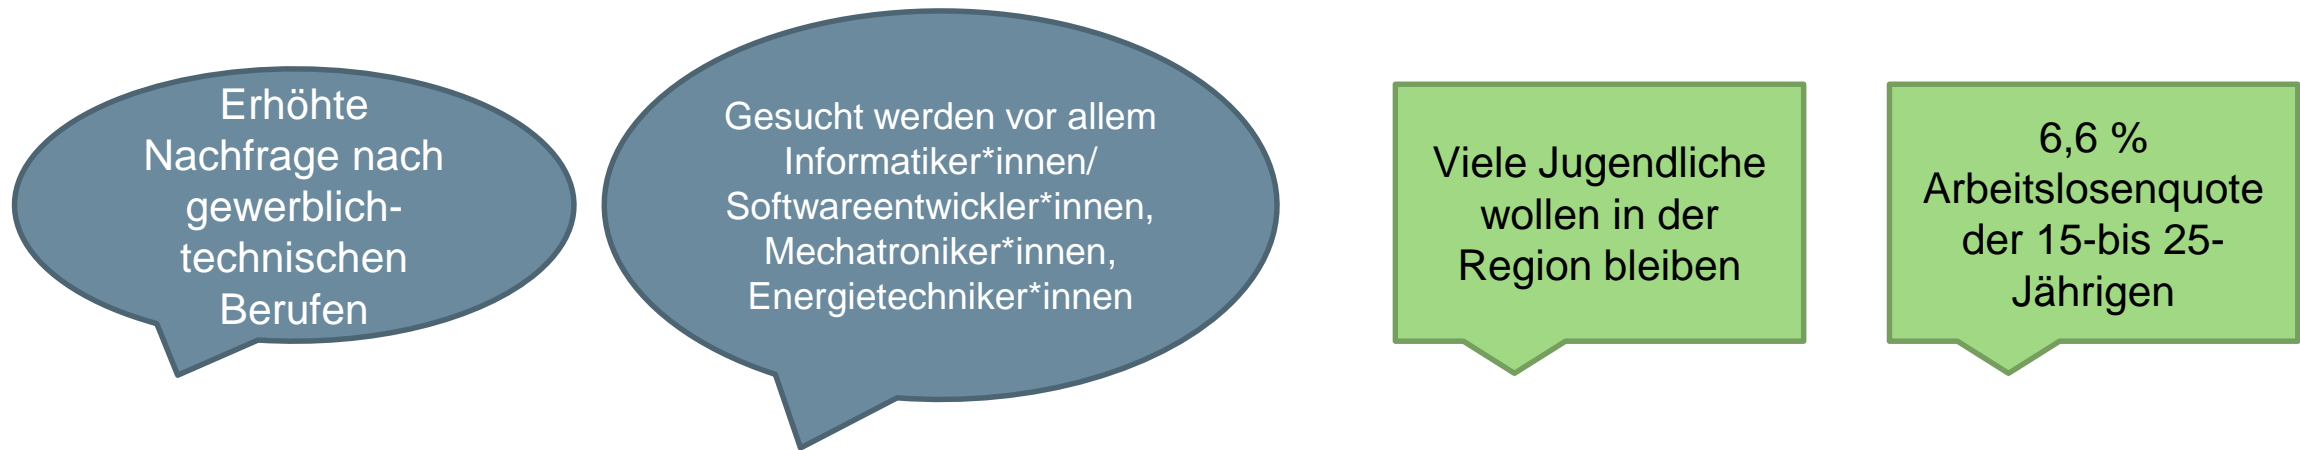 Erhöhte
Nachfrage nach
gewerblich-
technischen
Berufen
Gesucht werden vor allem
Informatiker*innen/
Softwareentwickler*innen,
Mechatroniker*innen,
Energietechniker*innen
Viele Jugendliche
wollen in der
Region bleiben
6,6 %
Arbeitslosenquote
der 15-bis 25-
Jährigen